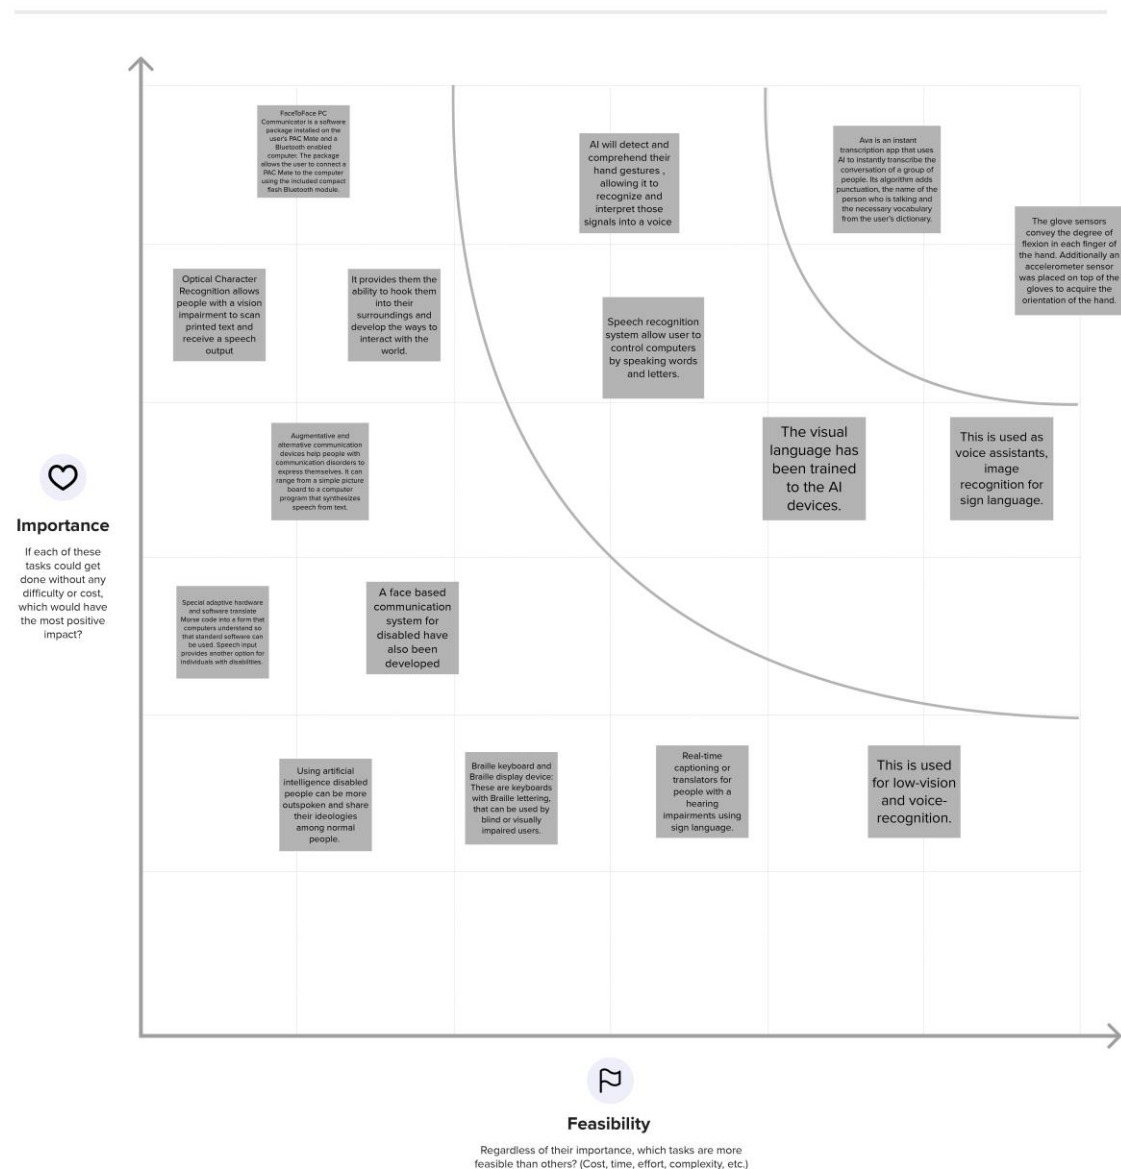 FaceToFace PC
Communicator is a software
package installed on the
user's PAC Mate and a
Bluetooth enabled
computer. The package
allows the user to connect a
PAC Mate to the computer
using the included compact
flash Bluetooth module.
AI will detect and
comprehend their
hand gestures ,
allowing it to
recognize and
interpret those
signals into a voice
Ava is an instant
transcription app that uses
AI to instantly transcribe the
conversation of a group of
people. Its algorithm adds
punctuation, the name of the
person who is talking and
the necessary vocabulary
from the user's dictionary.
The glove sensors
convey the degree of
flexion in each finger of
the hand. Additionally an
accelerometer sensor
was placed on top of the
gloves to acquire the
orientation of the hand.
Optical Character
Recognition allows
people with a vision
impairment to scan
printed text and
receive a speech
output
It provides them the
ability to hook them
into their
surroundings and
develop the ways to
interact with the
world.
Speech recognition
system allow user to
control computers
by speaking words
and letters.
Augmentative and
alternative communication
devices help people with
communication disorders to
express themselves. It can
range from a simple picture
board to a computer
program that synthesizes
speech from text.
The visual
language has
been trained
to the AI
devices.
This is used as
voice assistants,
image
recognition for
sign language.
Importance
If each of these
tasks could get
done without any
difficulty or cost,
which would have
the most positive
impact?
Special adaptive hardware
and software translate
Morse code into a form that
computers understand so
that standard software can
be used. Speech input
provides another option for
individuals with disabilities.
A face based
communication
system for
disabled have
also been
developed
Using artificial
intelligence disabled
people can be more
outspoken and share
their ideologies
among normal
people.
Braille keyboard and
Braille display device:
These are keyboards
with Braille lettering,
that can be used by
blind or visually
impaired users.
Real-time
captioning or
translators for
people with a
hearing
impairments using
sign language.
This is used
for low-vision
and voice-
recognition.
Feasibility
Regardless of their importance, which tasks are more
feasible than others? (Cost, time, effort, complexity, etc.)